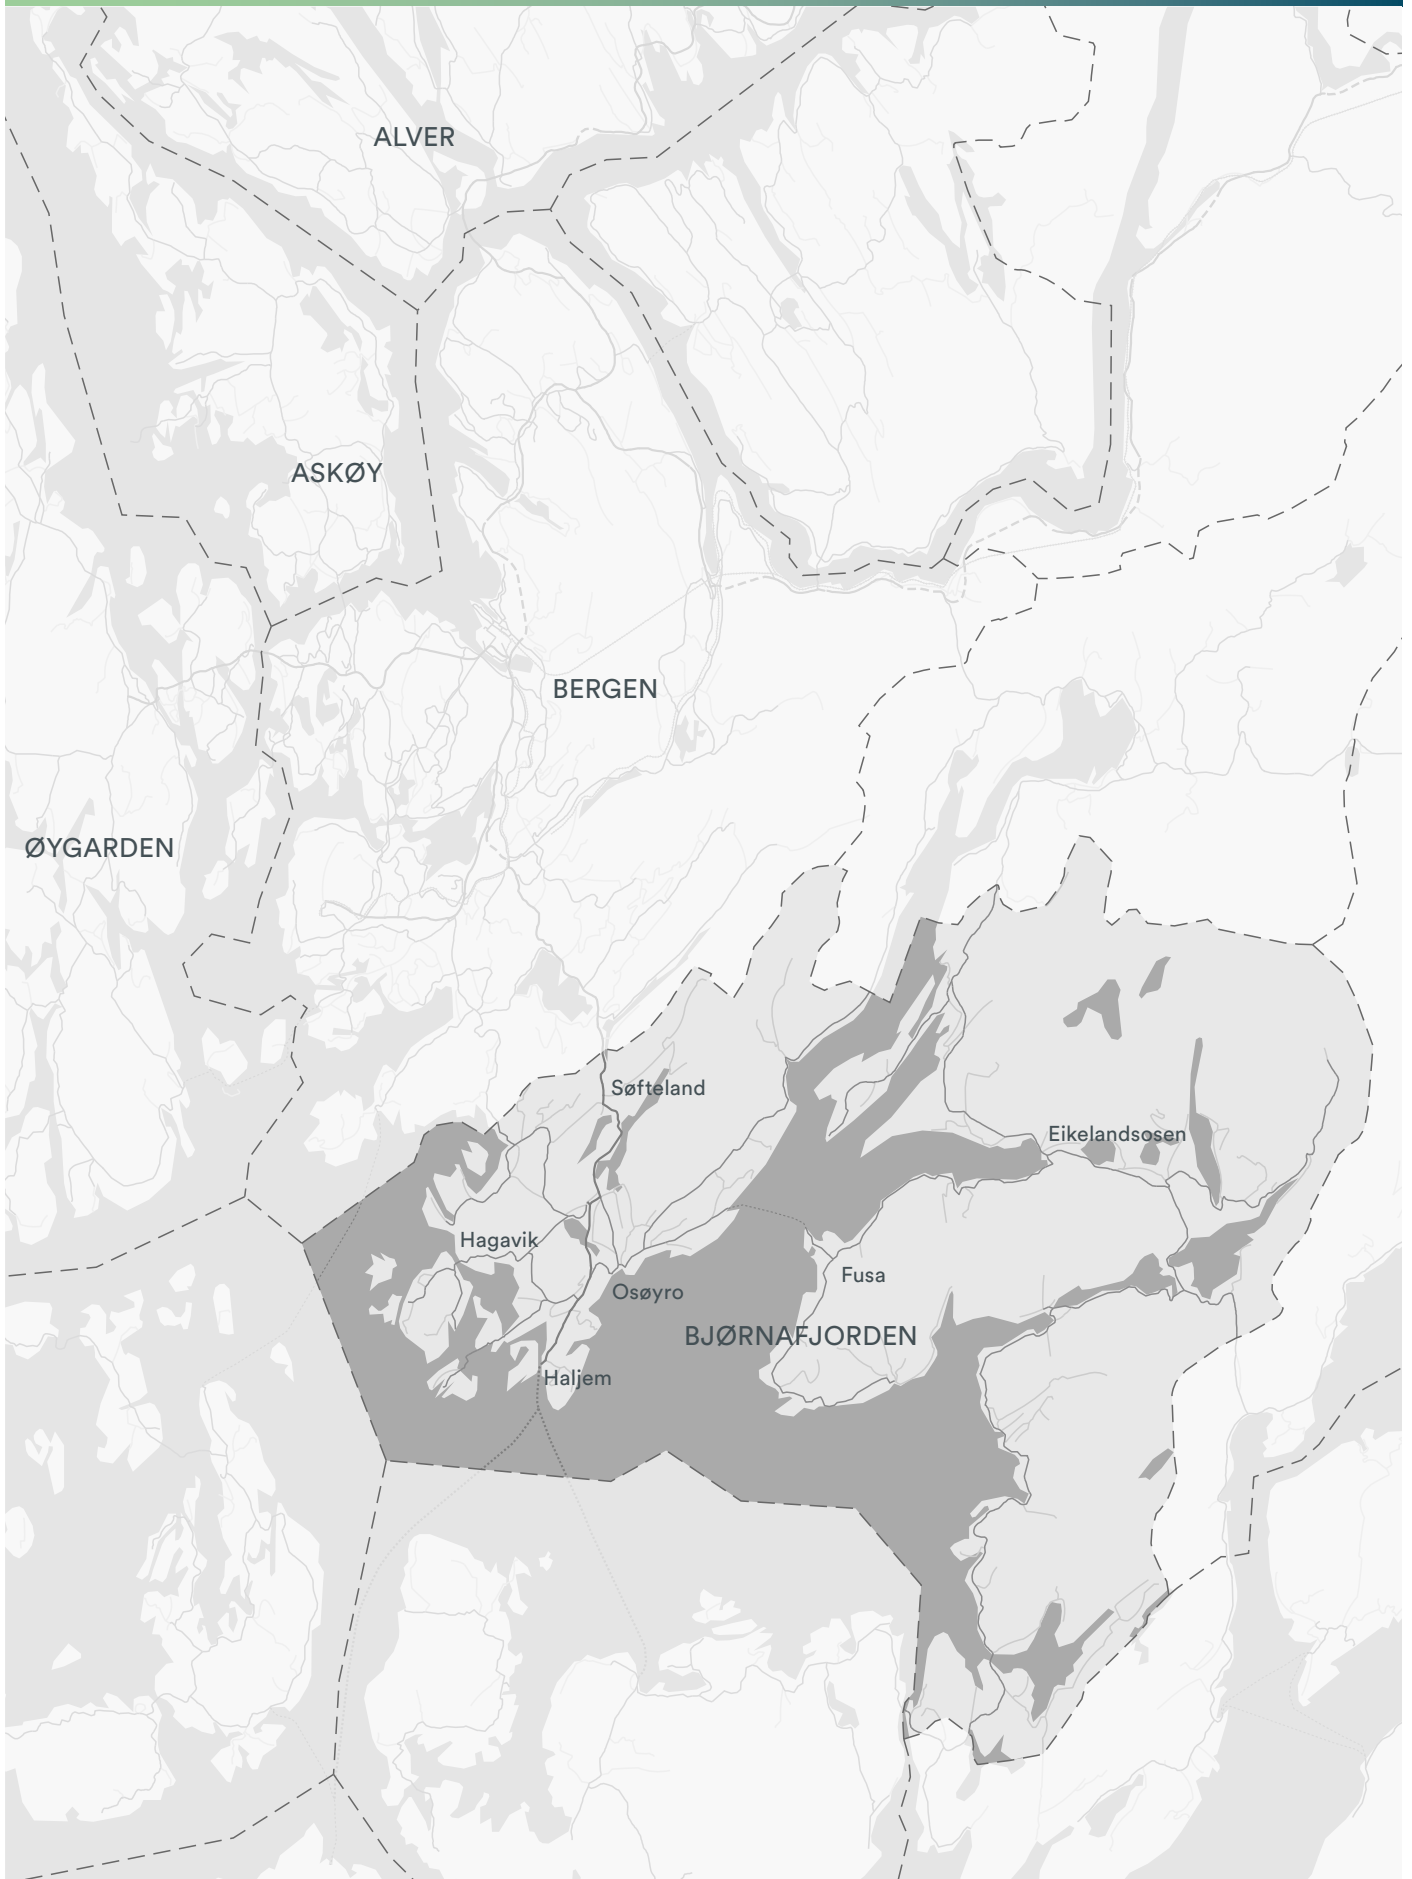 ALVER
ASKØY
BERGEN
ØYGARDEN
Søfteland
Eikelandsosen
Hagavik
Fusa
Osøyro
BJØRNAFJORDEN
Haljem